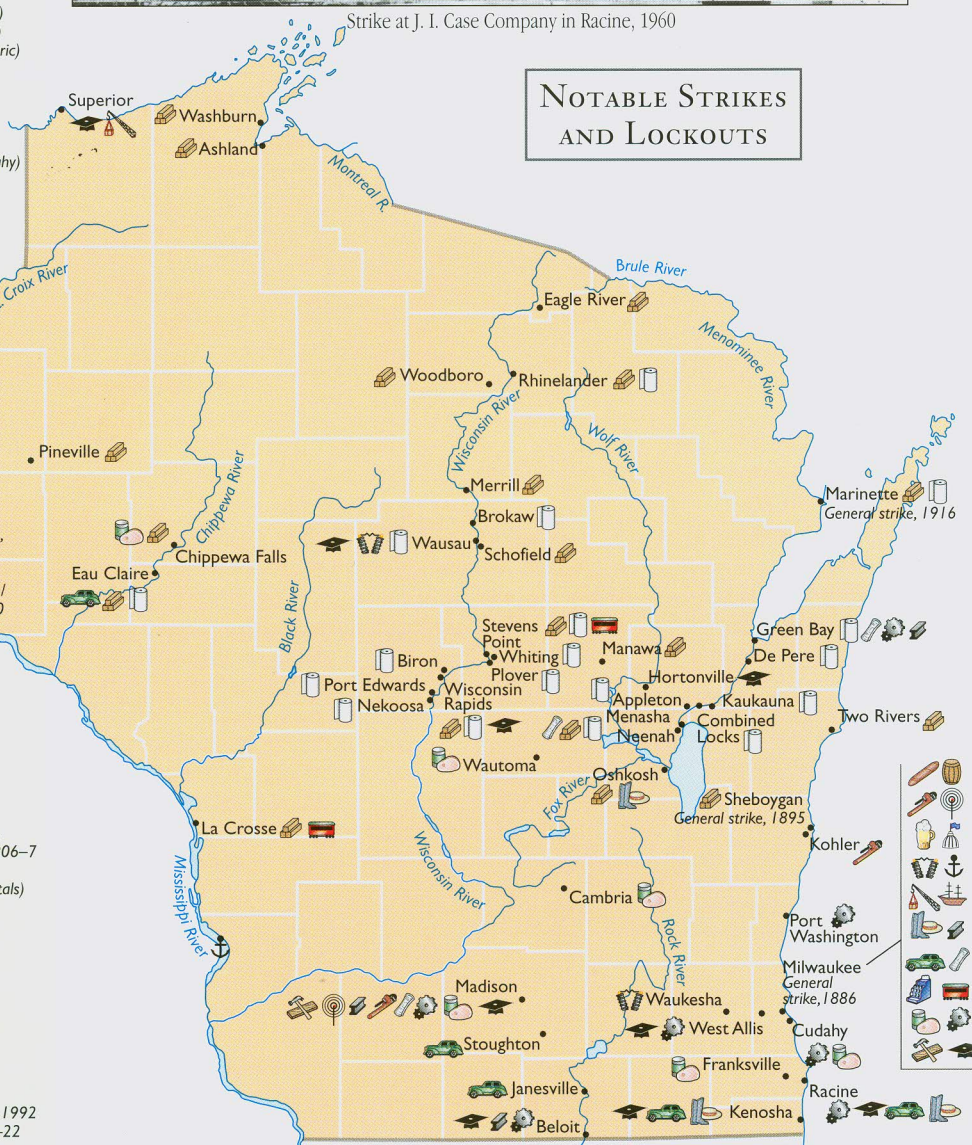 Strike at J. I. Case Company in Racine, 1960
NOTABLE STRIKES
AND LOCKOUTS
ric)
hy)
Superior
Washburn
Ashland
Montreal R.
Croix River
Brule River
Eagle River
Menominee River
Woodboro
Rhinelander
Wisconsin River
Wolf River
Pineville
Chippewa River
Merrill
Marinette
General strike, 1916
Brokaw
Wausau
Schofield
Chippewa Falls
Eau Claire
Black River
Stevens
Point
Whiting
Plover
Manawa
Green Bay
De Pere
Biron
Port Edwards
Nekoosa
Wisconsin
Rapids
Hortonville
Appleton
Kaukauna
Menasha
Neenah
Combined
Locks
Two Rivers
Wautoma
Oshkosh
Fox River
Sheboygan
General strike, 1895
Kohler
La Crosse
06–7
tals)
Mississippi River
Wisconsin River
Cambria
Rock River
Port
Washington
Milwaukee
General
strike, 1886
Madison
Waukesha
West Allis
Cudahy
Stoughton
Franksville
Janesville
Racine
Beloit
Kenosha
1992
–22